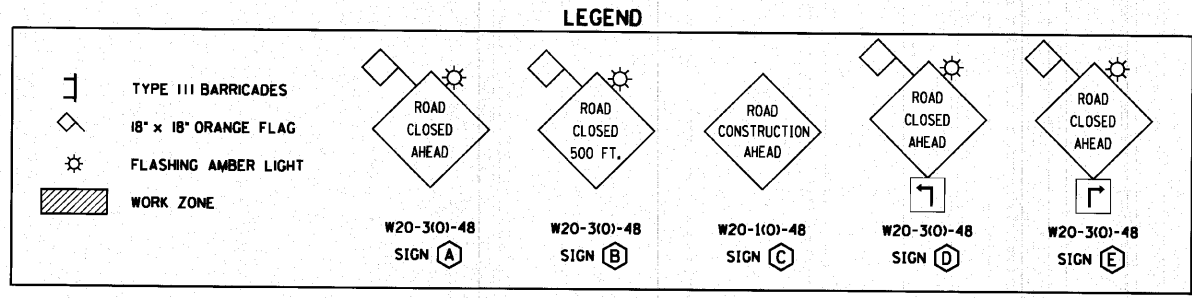 LEGEND
TYPE III BARRICADES
18" x 18" ORANGE FLAG
FLASHING AMBER LIGHT
WORK ZONE
ROAD
CLOSED
AHEAD
W20-3(O)-48
SIGN A
ROAD
CLOSED
500 FT.
W20-3(O)-48
SIGN B
ROAD
CONSTRUCTION
AHEAD
W20-1(O)-48
SIGN C
ROAD
CLOSED
AHEAD
W20-3(O)-48
SIGN D
ROAD
CLOSED
AHEAD
W20-3(O)-48
SIGN E